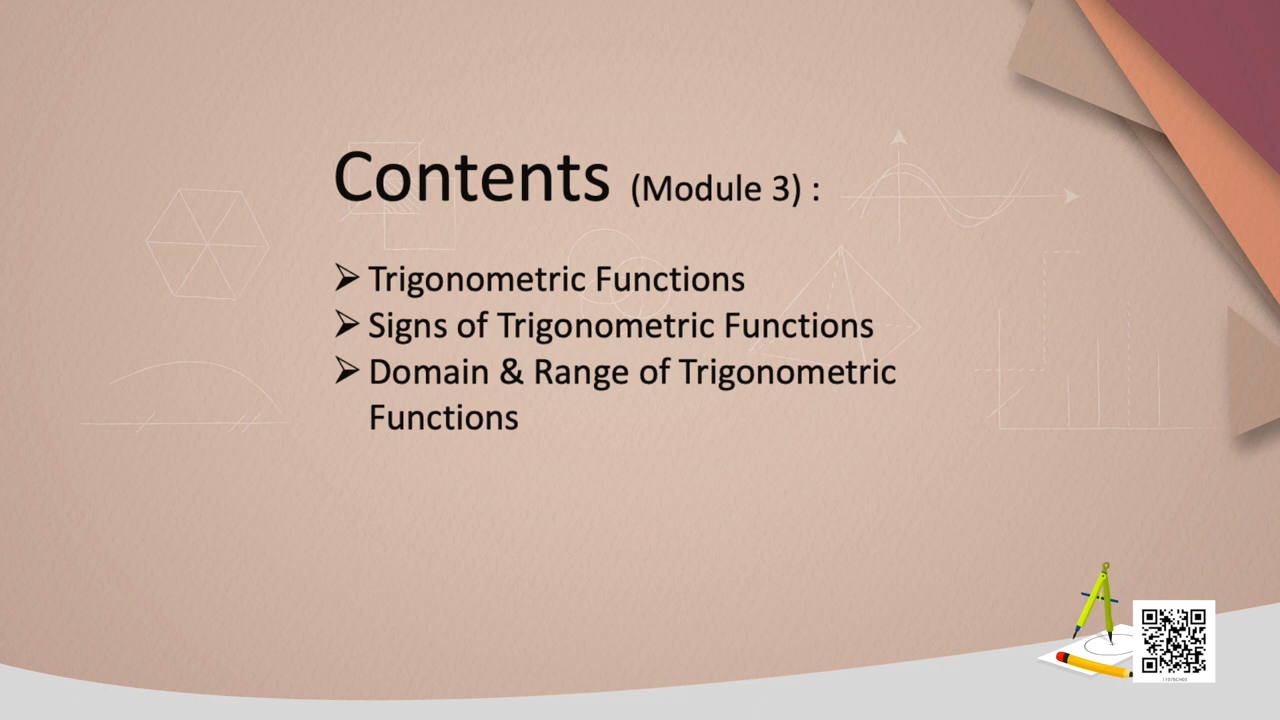 Contents (Module 3) :
➢ Trigonometric Functions
➢ Signs of Trigonometric Functions
➢ Domain & Range of Trigonometric
Functions